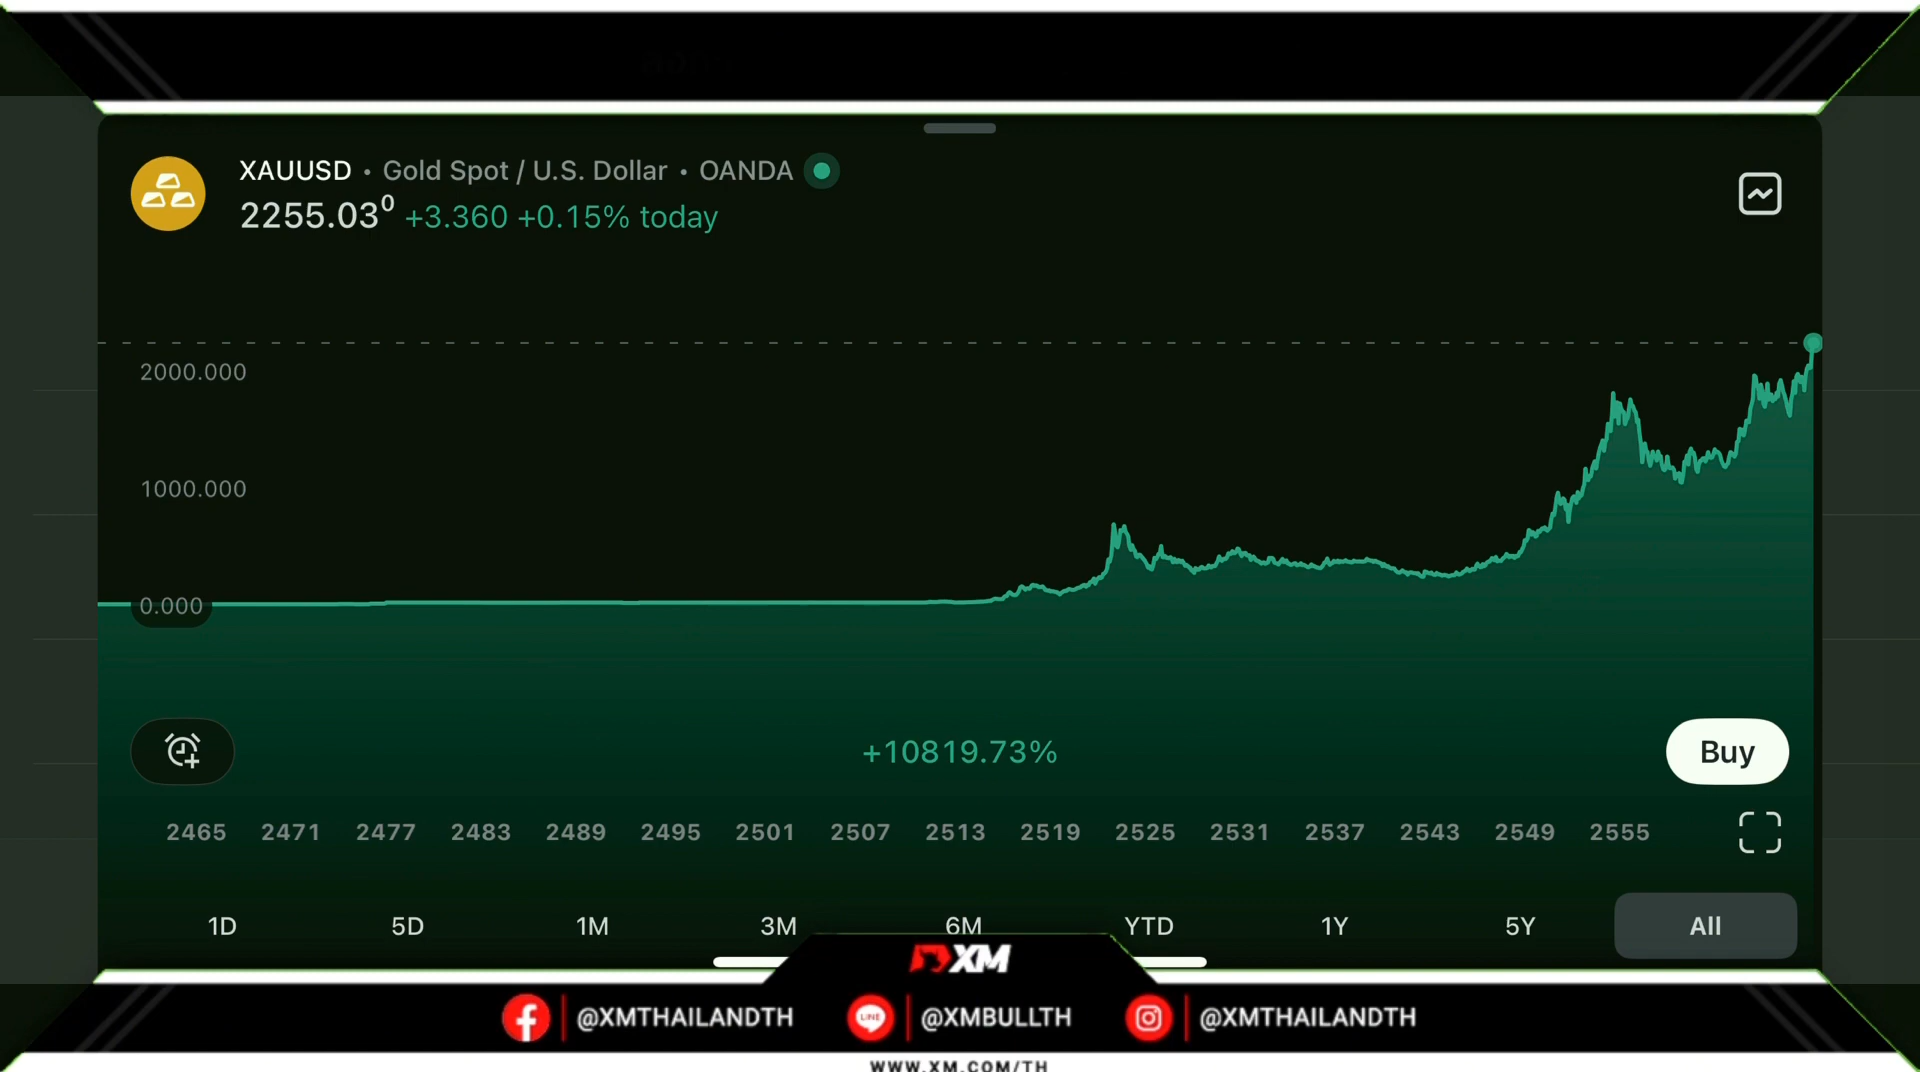 XAUUSD • Gold Spot / U.S. Dollar • OANDA
2255.03⁰ +3.360 +0.15% today
2000.000
1000.000
0.000
+10819.73%
Buy
2465 2471 2477 2483 2489 2495 2501 2507 2513 2519 2525 2531 2537 2543 2549 2555
1D 5D 1M 3M 6M YTD 1Y 5Y All
XM
@XMTHAILANDTH LINE @XMBULLTH @XMTHAILANDTH
WWW.XM.COM/TH